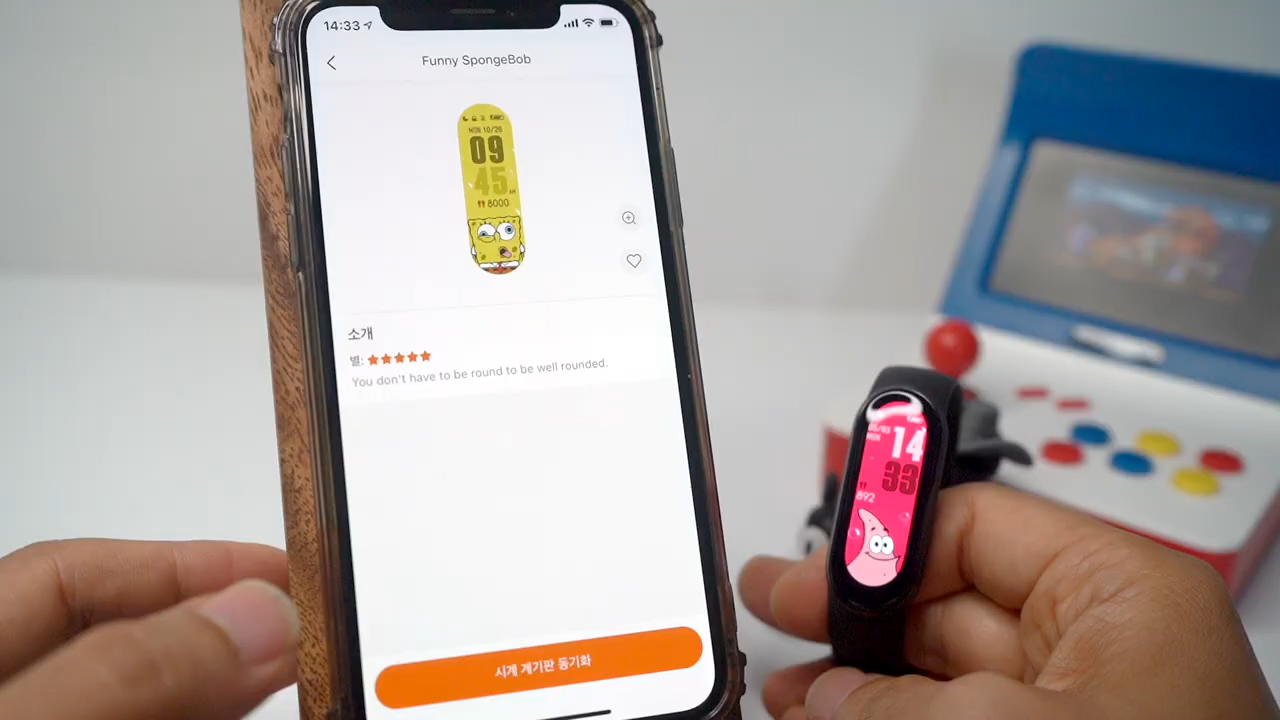 14:33
Funny SpongeBob
MON 10/26
09
45
AM
8000
소개
별:
You don't have to be round to be well rounded.
시계 계기판 동기화
14
33
892